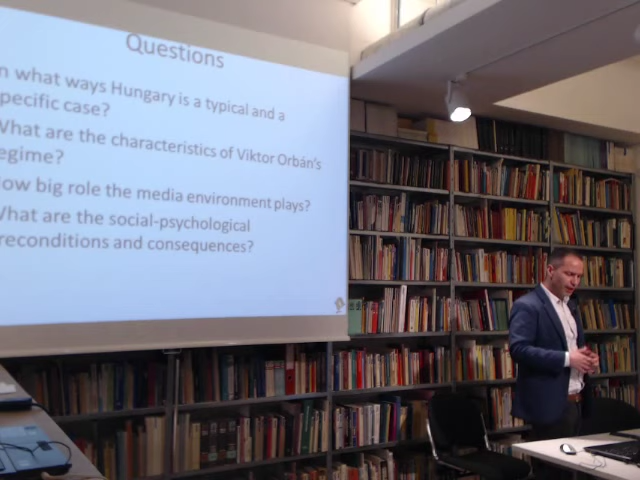 Questions
n what ways Hungary is a typical and a
pecific case?
What are the characteristics of Viktor Orbán's
egime?
How big role the media environment plays?
What are the social-psychological
reconditions and consequences?